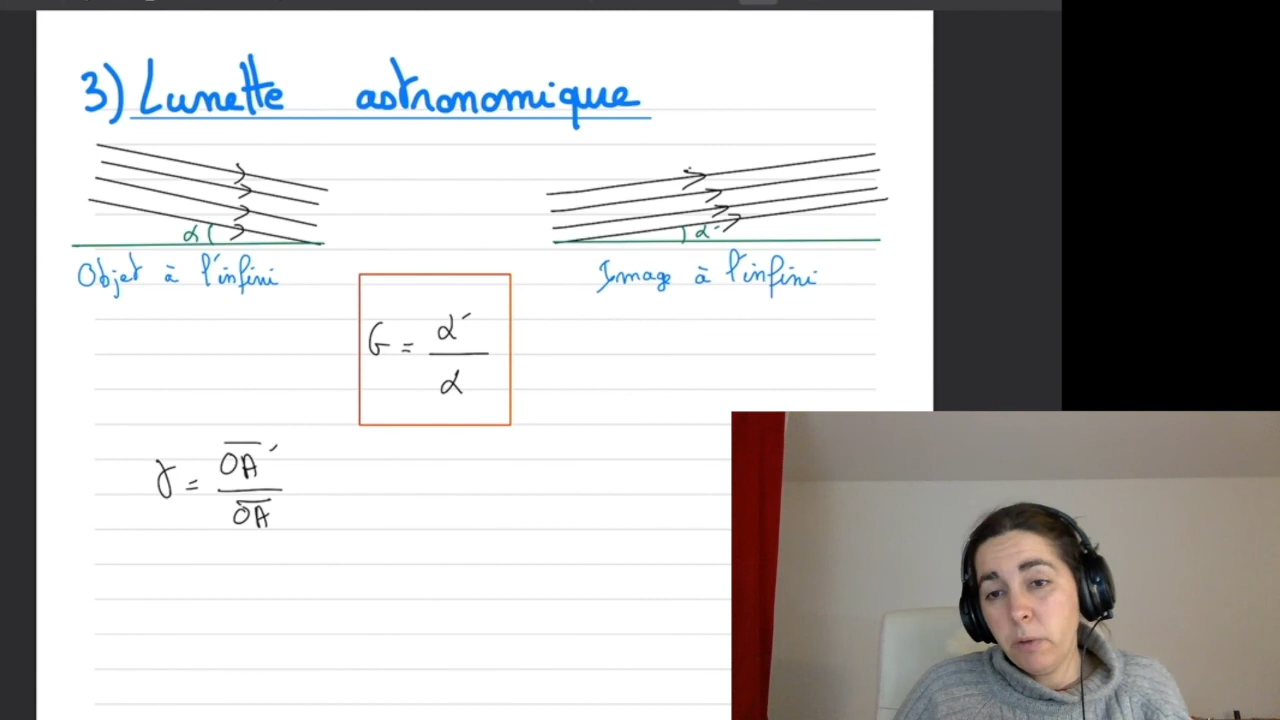 3) Lunette astronomique
α α'
Objet à l'infini Image à l'infini
G = α' / α
γ = OA' / OA